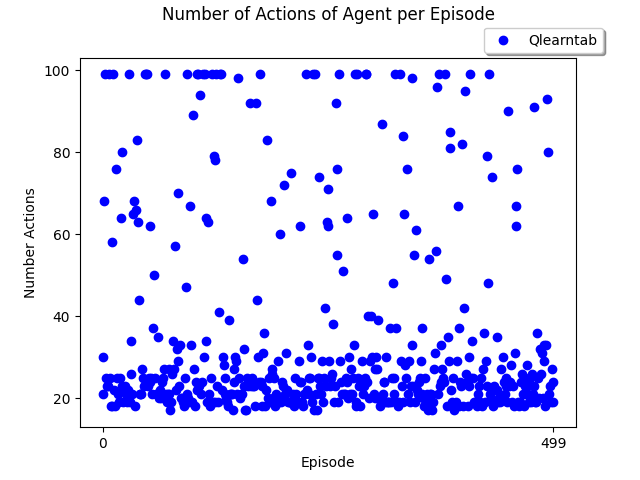 Number of Actions of Agent per Episode
Qlearntab
100
80
60
40
20
Number Actions
0
499
Episode